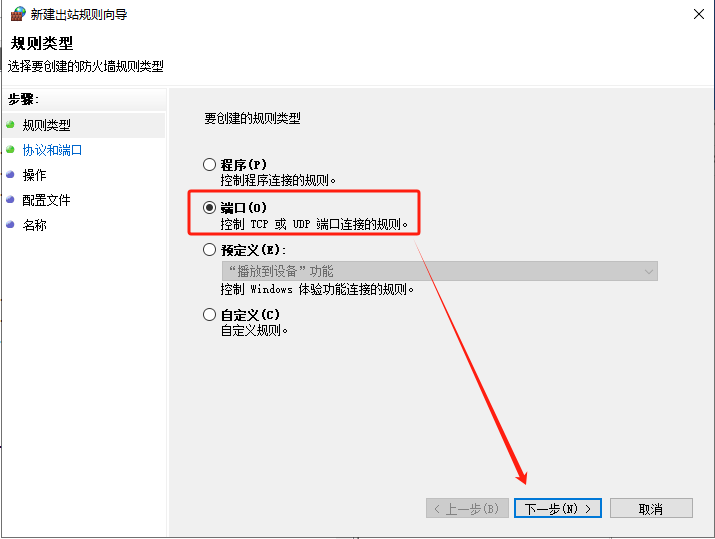 新建出站规则向导
规则类型
选择要创建的防火墙规则类型
步骤:
规则类型
协议和端口
操作
配置文件
名称
要创建的规则类型
程序(P)
控制程序连接的规则。
端口(O)
控制 TCP 或 UDP 端口连接的规则。
预定义(E):
“播放到设备”功能
控制 Windows 体验功能连接的规则。
自定义(C)
自定义规则。
< 上一步(B)
下一步(N) >
取消